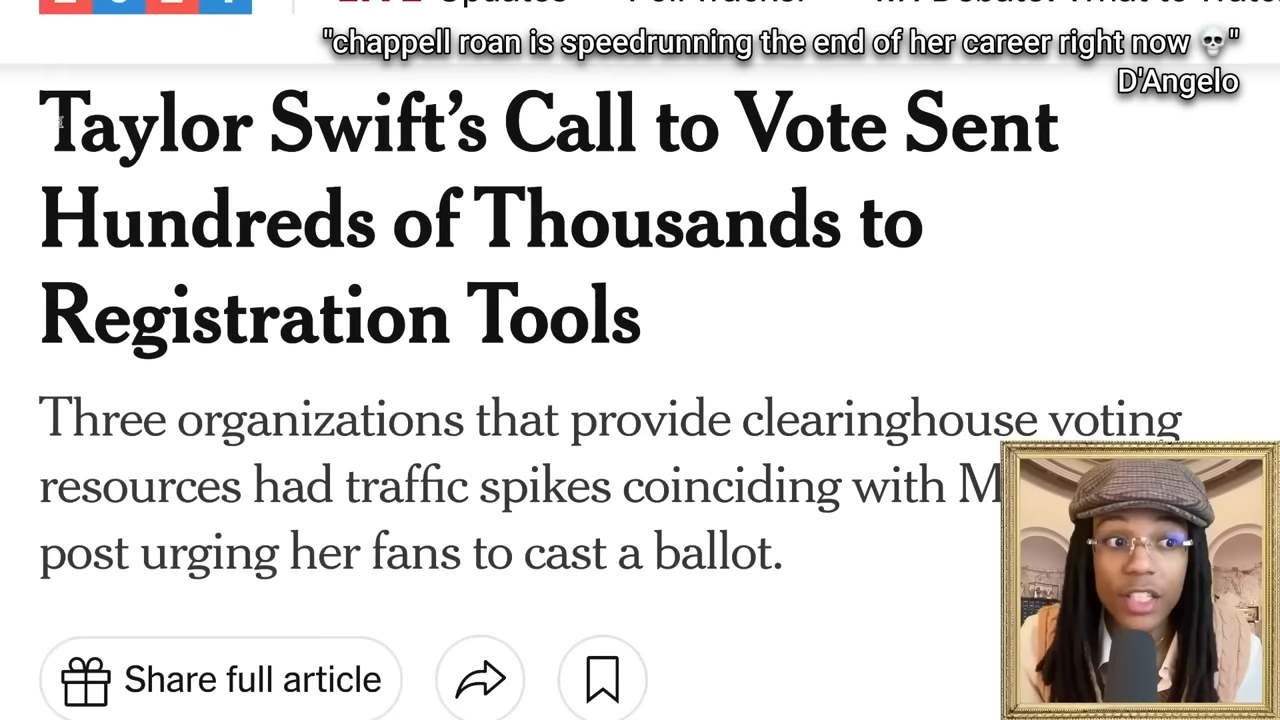 "chappell roan is speedrunning the end of her career right now 💀"
D'Angelo
Taylor Swift’s Call to Vote Sent
Hundreds of Thousands to
Registration Tools
Three organizations that provide clearinghouse voting
resources had traffic spikes coinciding with
post urging her fans to cast a ballot.
Share full article